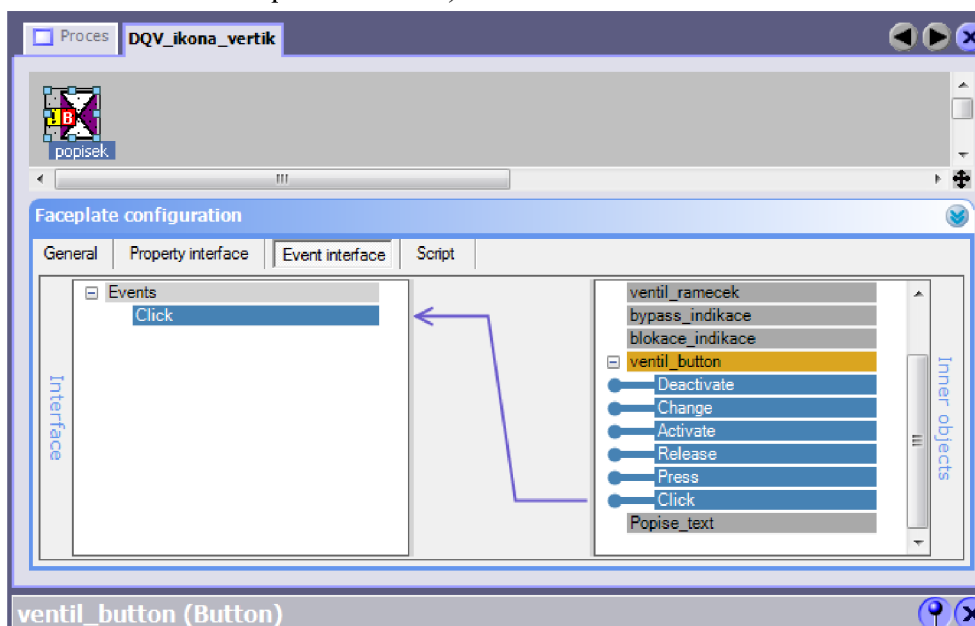 Proces DQV_ikona_vertik
B
popisek
Faceplate configuration
General Property interface Event interface Script
Interface
Events
Click
ventil_ramecek
bypass_indikace
blokace_indikace
ventil_button
Deactivate
Change
Activate
Release
Press
Click
Popise_text
Inner objects
ventil_button (Button)